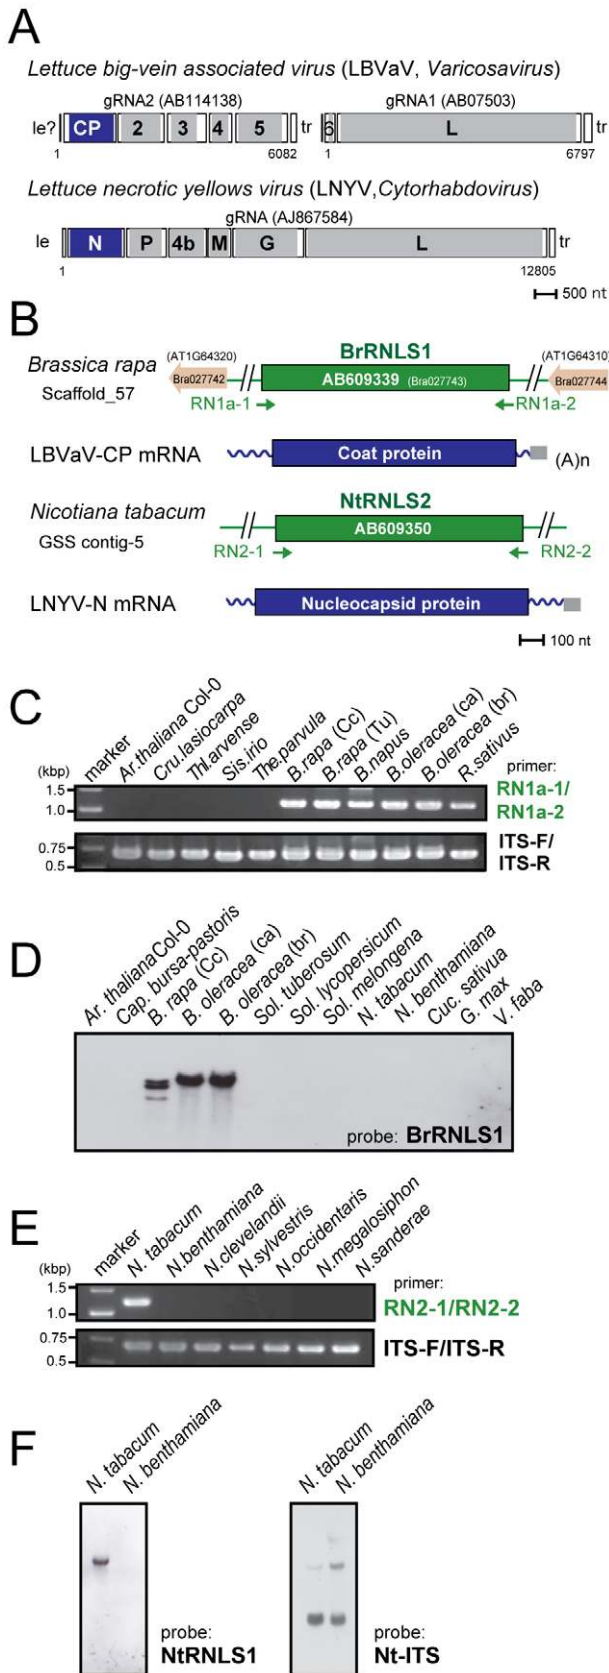 A
Lettuce big-vein associated virus (LBVaV, Varicosavirus)
gRNA2 (AB114138) gRNA1 (AB07503)
le? CP 2 3 4 5 tr 6 L tr
1 6082 1 6797
Lettuce necrotic yellows virus (LNYV,Cytorhabdovirus)
gRNA (AJ867584)
le N P 4b M G L tr
1 12805
500 nt
B
BrRNLS1
(AT1G64320) (AT1G64310)
Brassica rapa Bra027742 AB609339 (Bra027743) Bra027744
Scaffold_57 RN1a-1 RN1a-2
LBVaV-CP mRNA Coat protein (A)n
Nicotiana tabacum NtRNLS2
GSS contig-5 AB609350
RN2-1 RN2-2
LNYV-N mRNA Nucleocapsid protein
100 nt
C
marker Ar.thaliana Col-0 Cru.lasiocarpa Thl.arvense Sis.irio The.parvula B.rapa (Cc) B.rapa (Tu) B.napus B.oleracea (ca) B.oleracea (br) R.sativus
(kbp) primer:
1.5 RN1a-1/
1.0 RN1a-2
0.75 ITS-F/
0.5 ITS-R
D
Ar. thaliana Col-0 Cap. bursa-pastoris B. rapa (Cc) B. oleracea (ca) B. oleracea (br) Sol. tuberosum Sol. lycopersicum Sol. melongena N. tabacum N. benthamiana Cuc. sativua G. max V. faba
probe: BrRNLS1
E
marker N. tabacum N.benthamiana N.clevelandii N.sylvestris N.occidentaris N.megalosiphon N.sanderae
(kbp) primer:
1.5 RN2-1/RN2-2
1.0
0.75 ITS-F/ITS-R
0.5
F
N. tabacum N. benthamiana N. tabacum N. benthamiana
probe: probe:
NtRNLS1 Nt-ITS